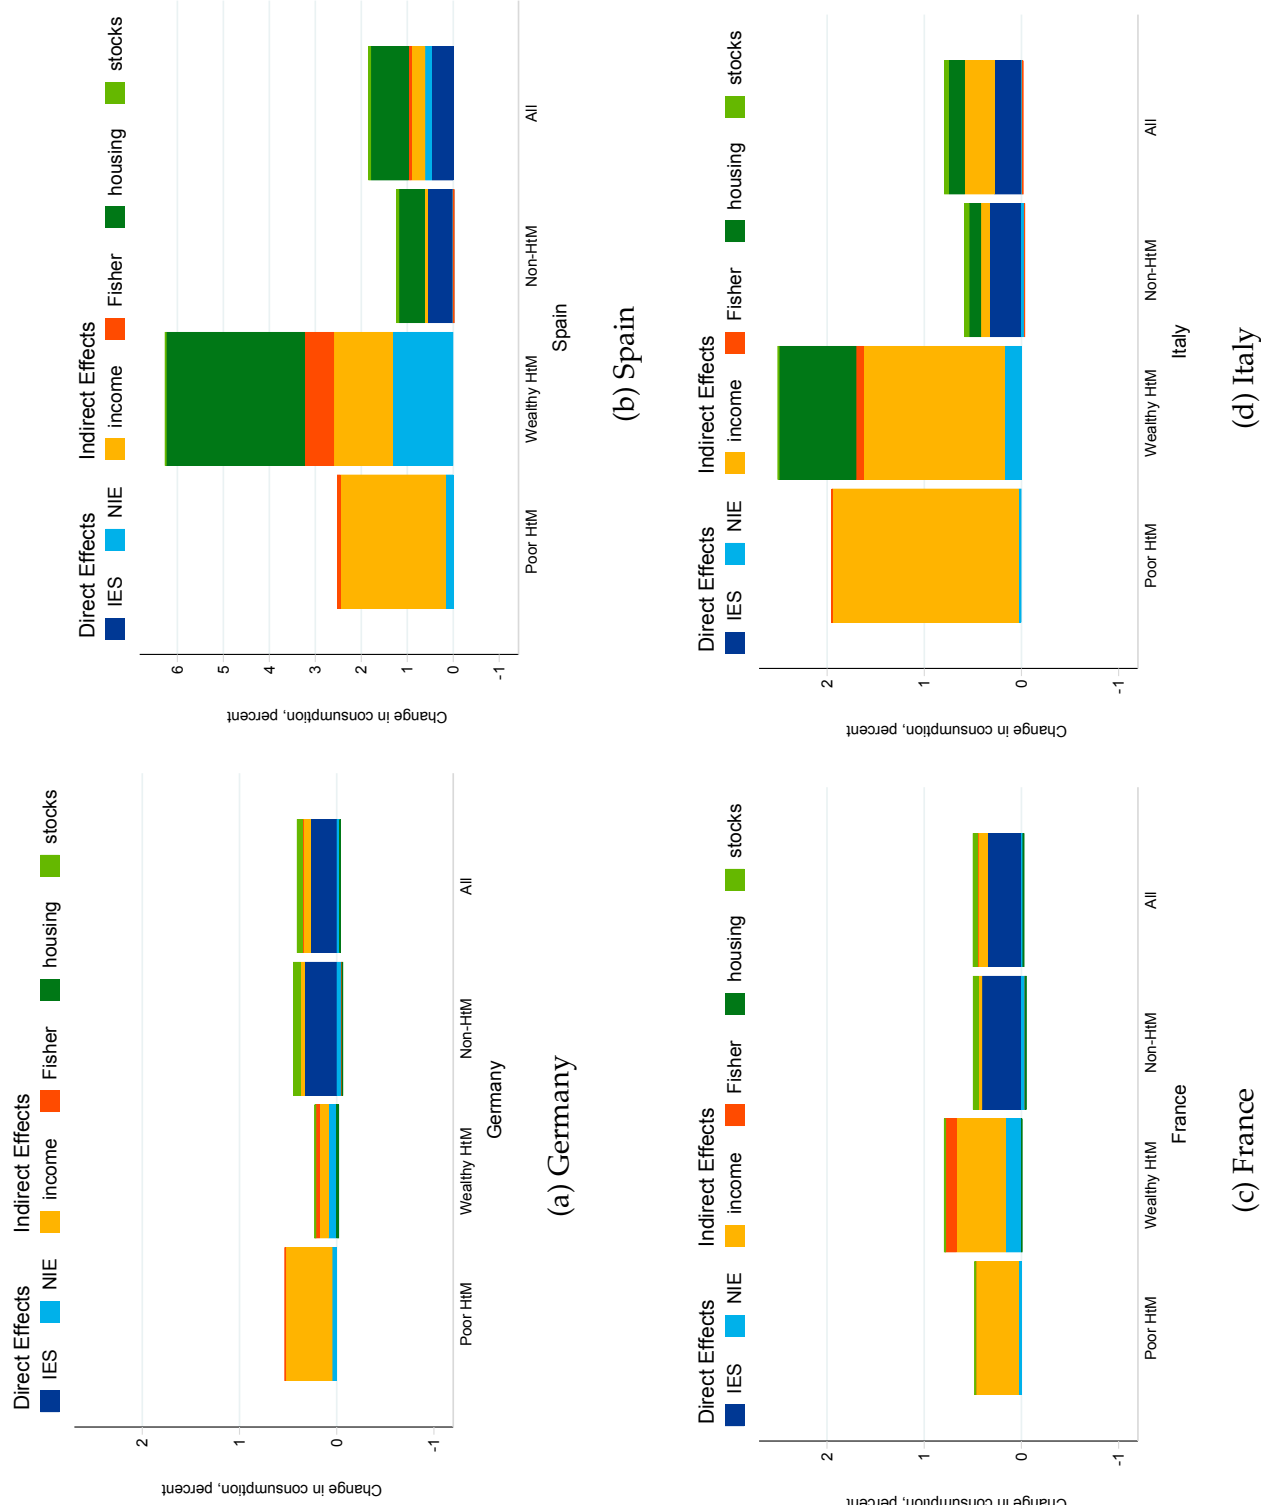 Direct Effects Indirect Effects
IES NIE income Fisher housing stocks
Change in consumption, percent
2
1
0
-1
Poor HtM Wealthy HtM Non-HtM All
Germany
(a) Germany
Direct Effects Indirect Effects
IES NIE income Fisher housing stocks
Change in consumption, percent
6
5
4
3
2
1
0
-1
Poor HtM Wealthy HtM Non-HtM All
Spain
(b) Spain
Direct Effects Indirect Effects
IES NIE income Fisher housing stocks
Change in consumption, percent
2
1
0
-1
Poor HtM Wealthy HtM Non-HtM All
France
(c) France
Direct Effects Indirect Effects
IES NIE income Fisher housing stocks
Change in consumption, percent
2
1
0
-1
Poor HtM Wealthy HtM Non-HtM All
Italy
(d) Italy